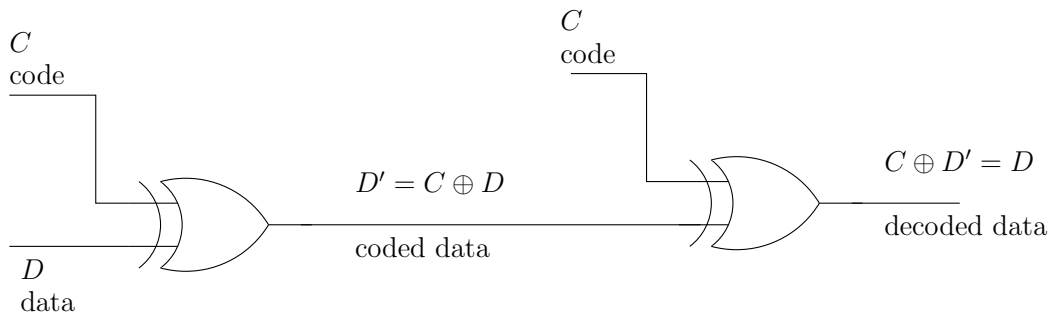 C
code
D
data
D′ = C ⊕ D
coded data
C
code
C ⊕ D′ = D
decoded data